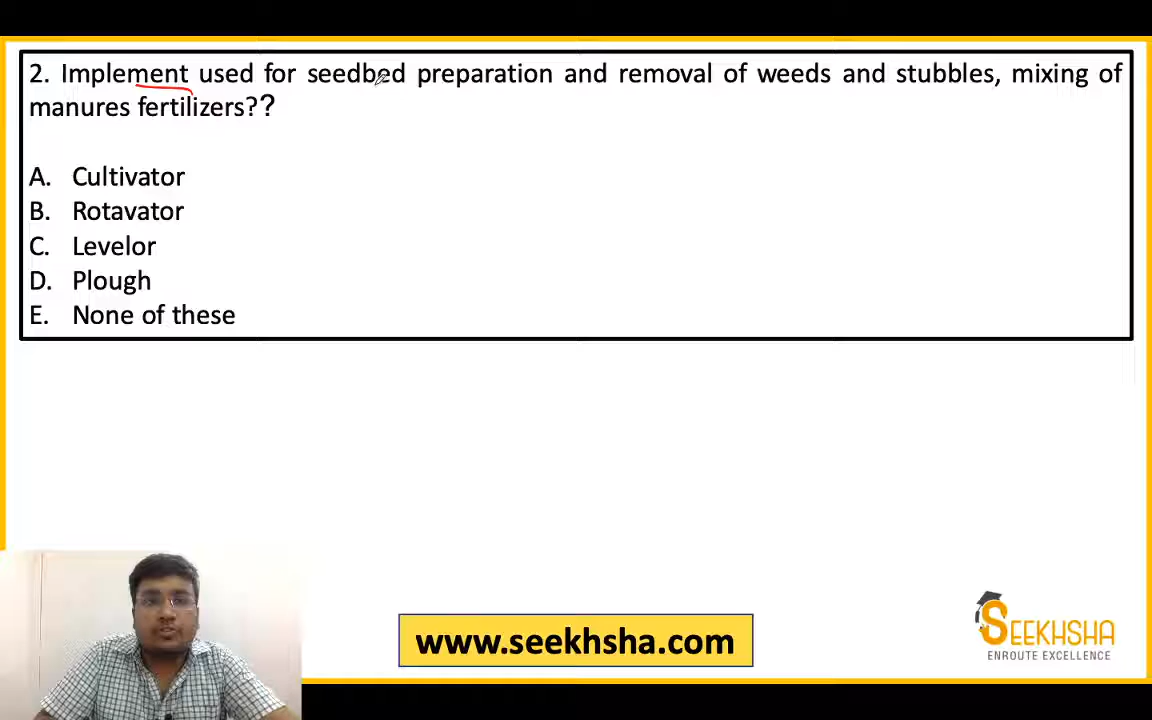 2. Implement used for seedbed preparation and removal of weeds and stubbles, mixing of
manures fertilizers??
A. Cultivator
B. Rotavator
C. Levelor
D. Plough
E. None of these
www.seekhsha.com
SEEKHSHA
ENROUTE EXCELLENCE